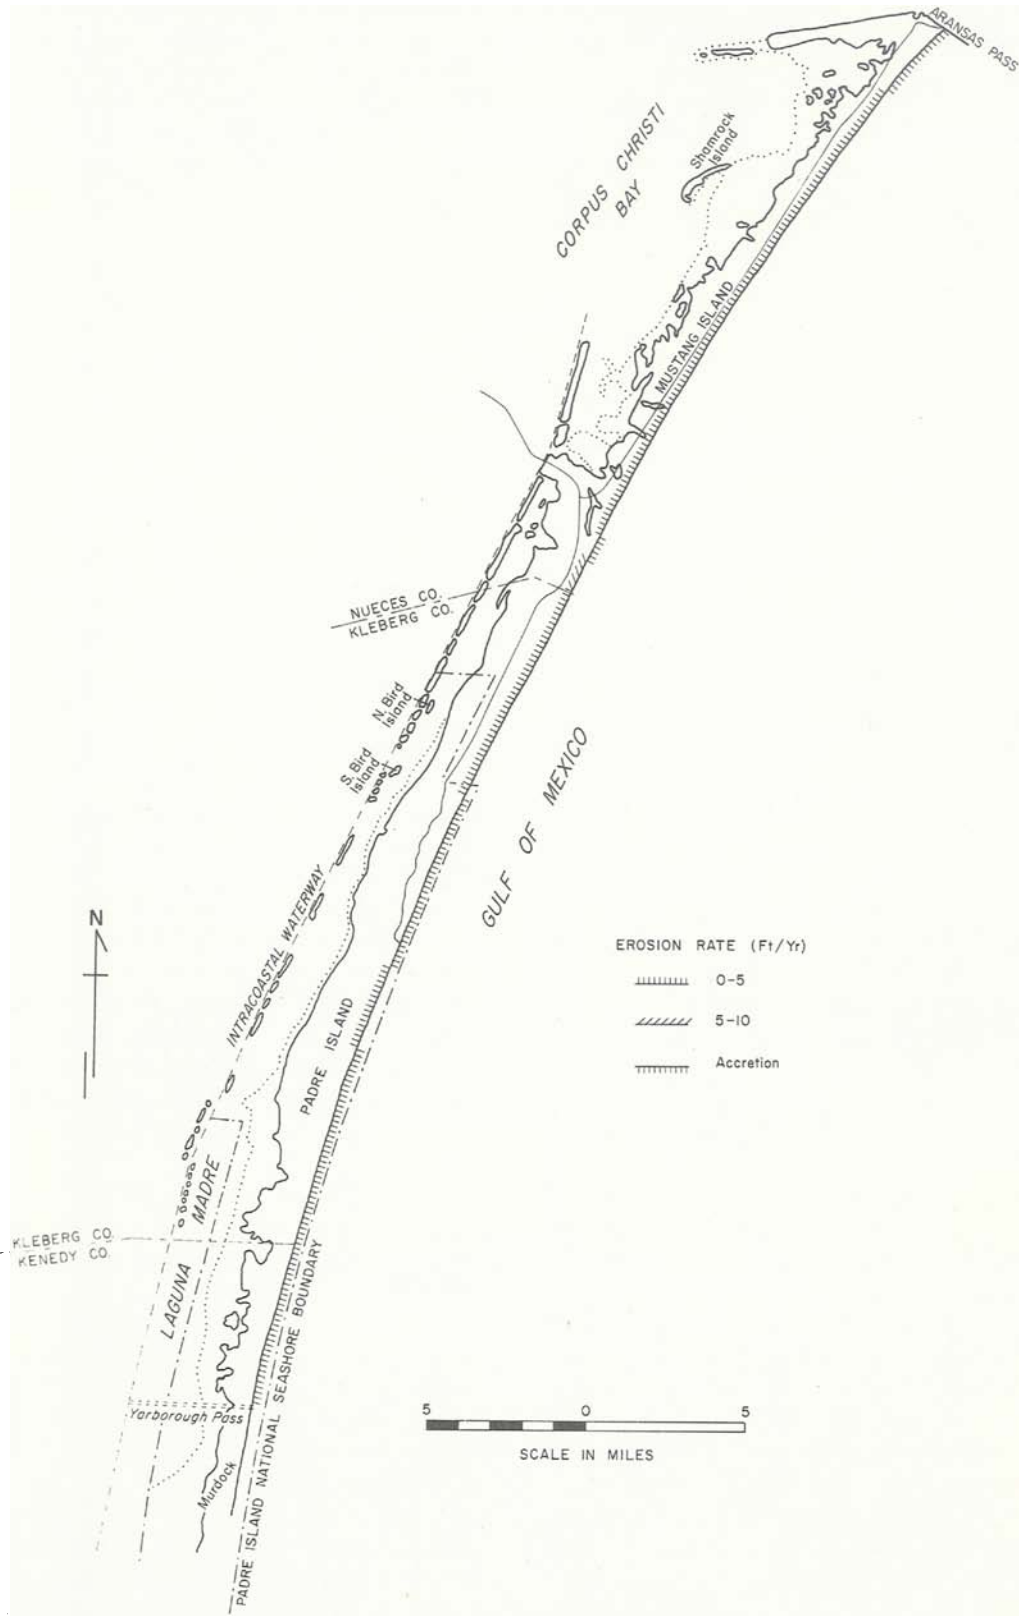 ARANSAS PASS
CORPUS CHRISTI
BAY
Shamrock
Island
MUSTANG ISLAND
NUECES CO.
KLEBERG CO.
N. Bird
Island
S. Bird
Island
GULF OF MEXICO
INTRACOASTAL WATERWAY
N
EROSION RATE (Ft/Yr)
0-5
5-10
Accretion
PADRE ISLAND
LAGUNA MADRE
KLEBERG CO.
KENEDY CO.
PADRE ISLAND NATIONAL SEASHORE BOUNDARY
Yarborough Pass
Murdock
5 0 5
SCALE IN MILES